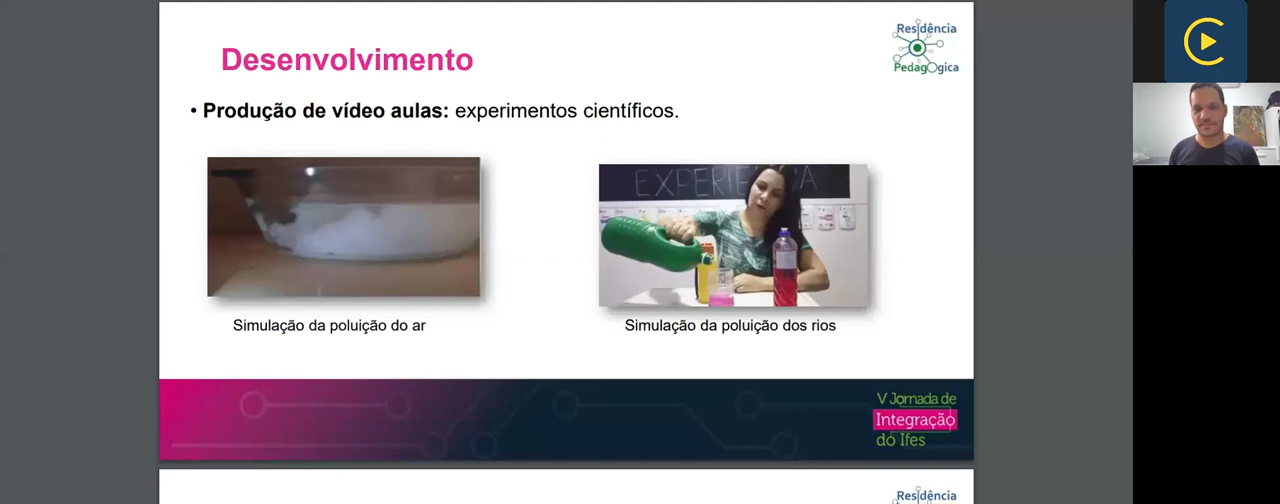 Desenvolvimento
Residência
PedagOgica
• Produção de vídeo aulas: experimentos científicos.
EXPERIÊNCIA
Simulação da poluição do ar
Simulação da poluição dos rios
V Jornada de
Integração
do Ifes
Residência